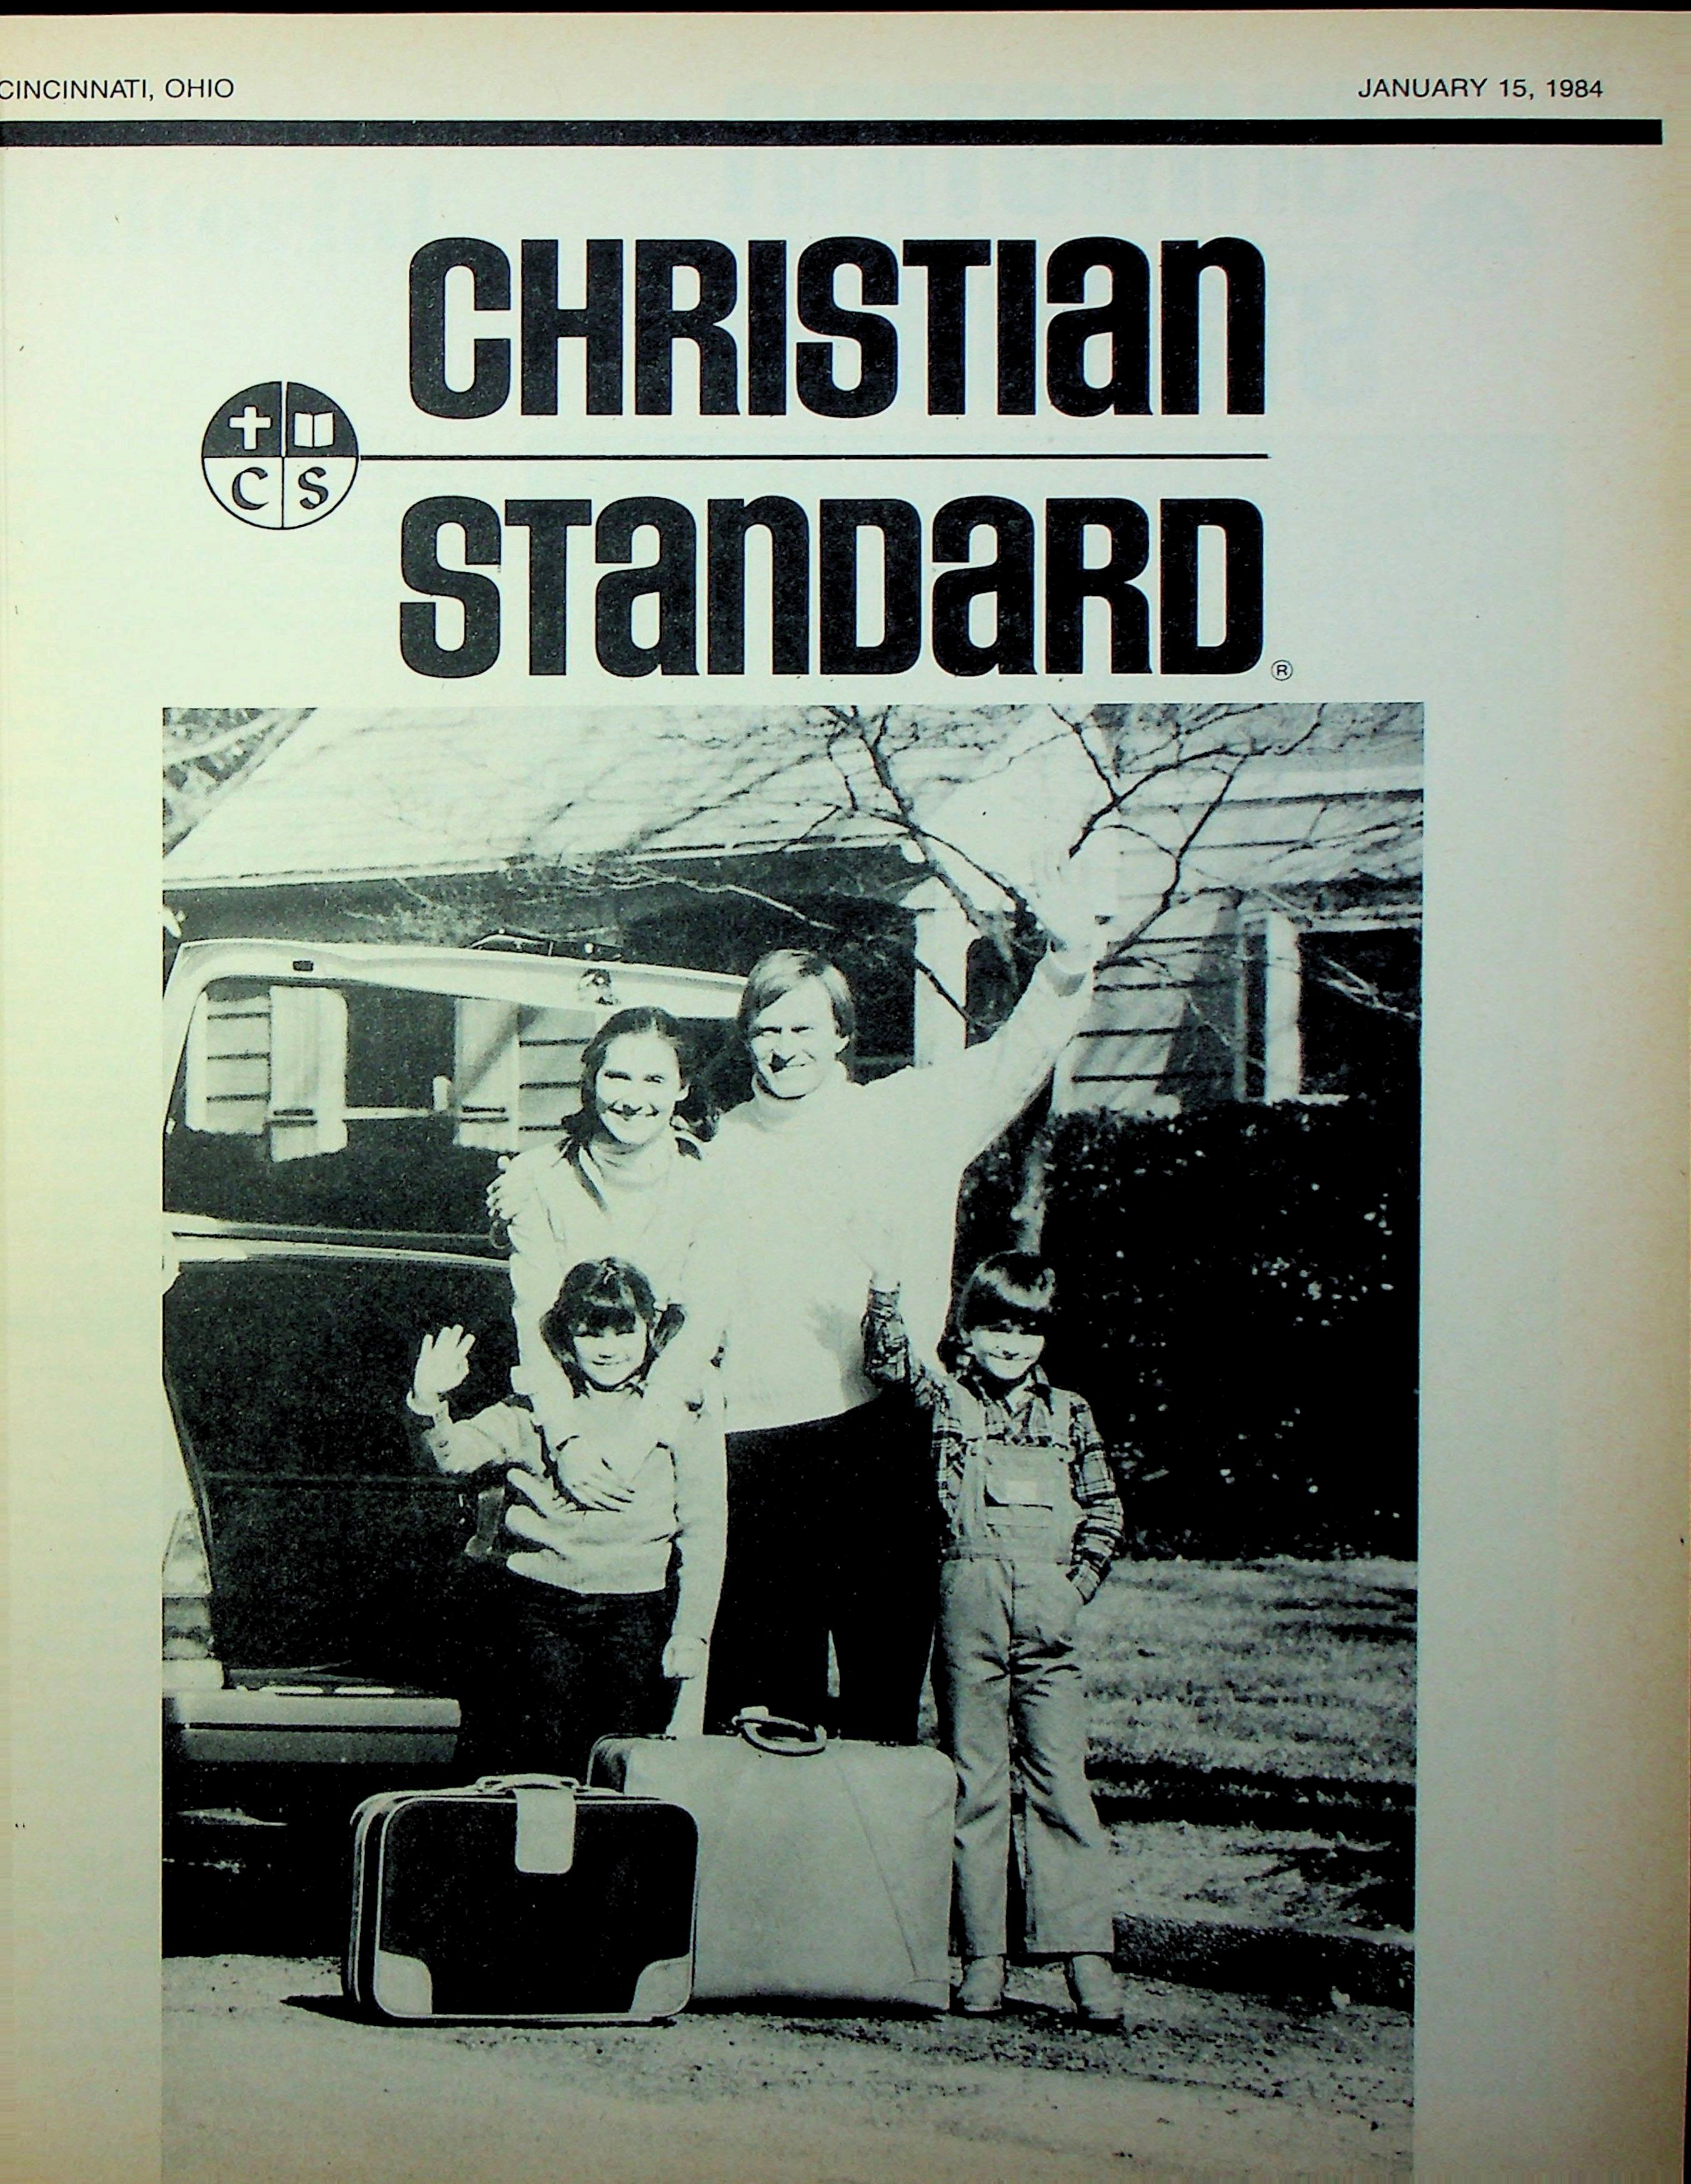 CINCINNATI, OHIO JANUARY 15, 1984
CHRISTIan
C S
STanDaRD®